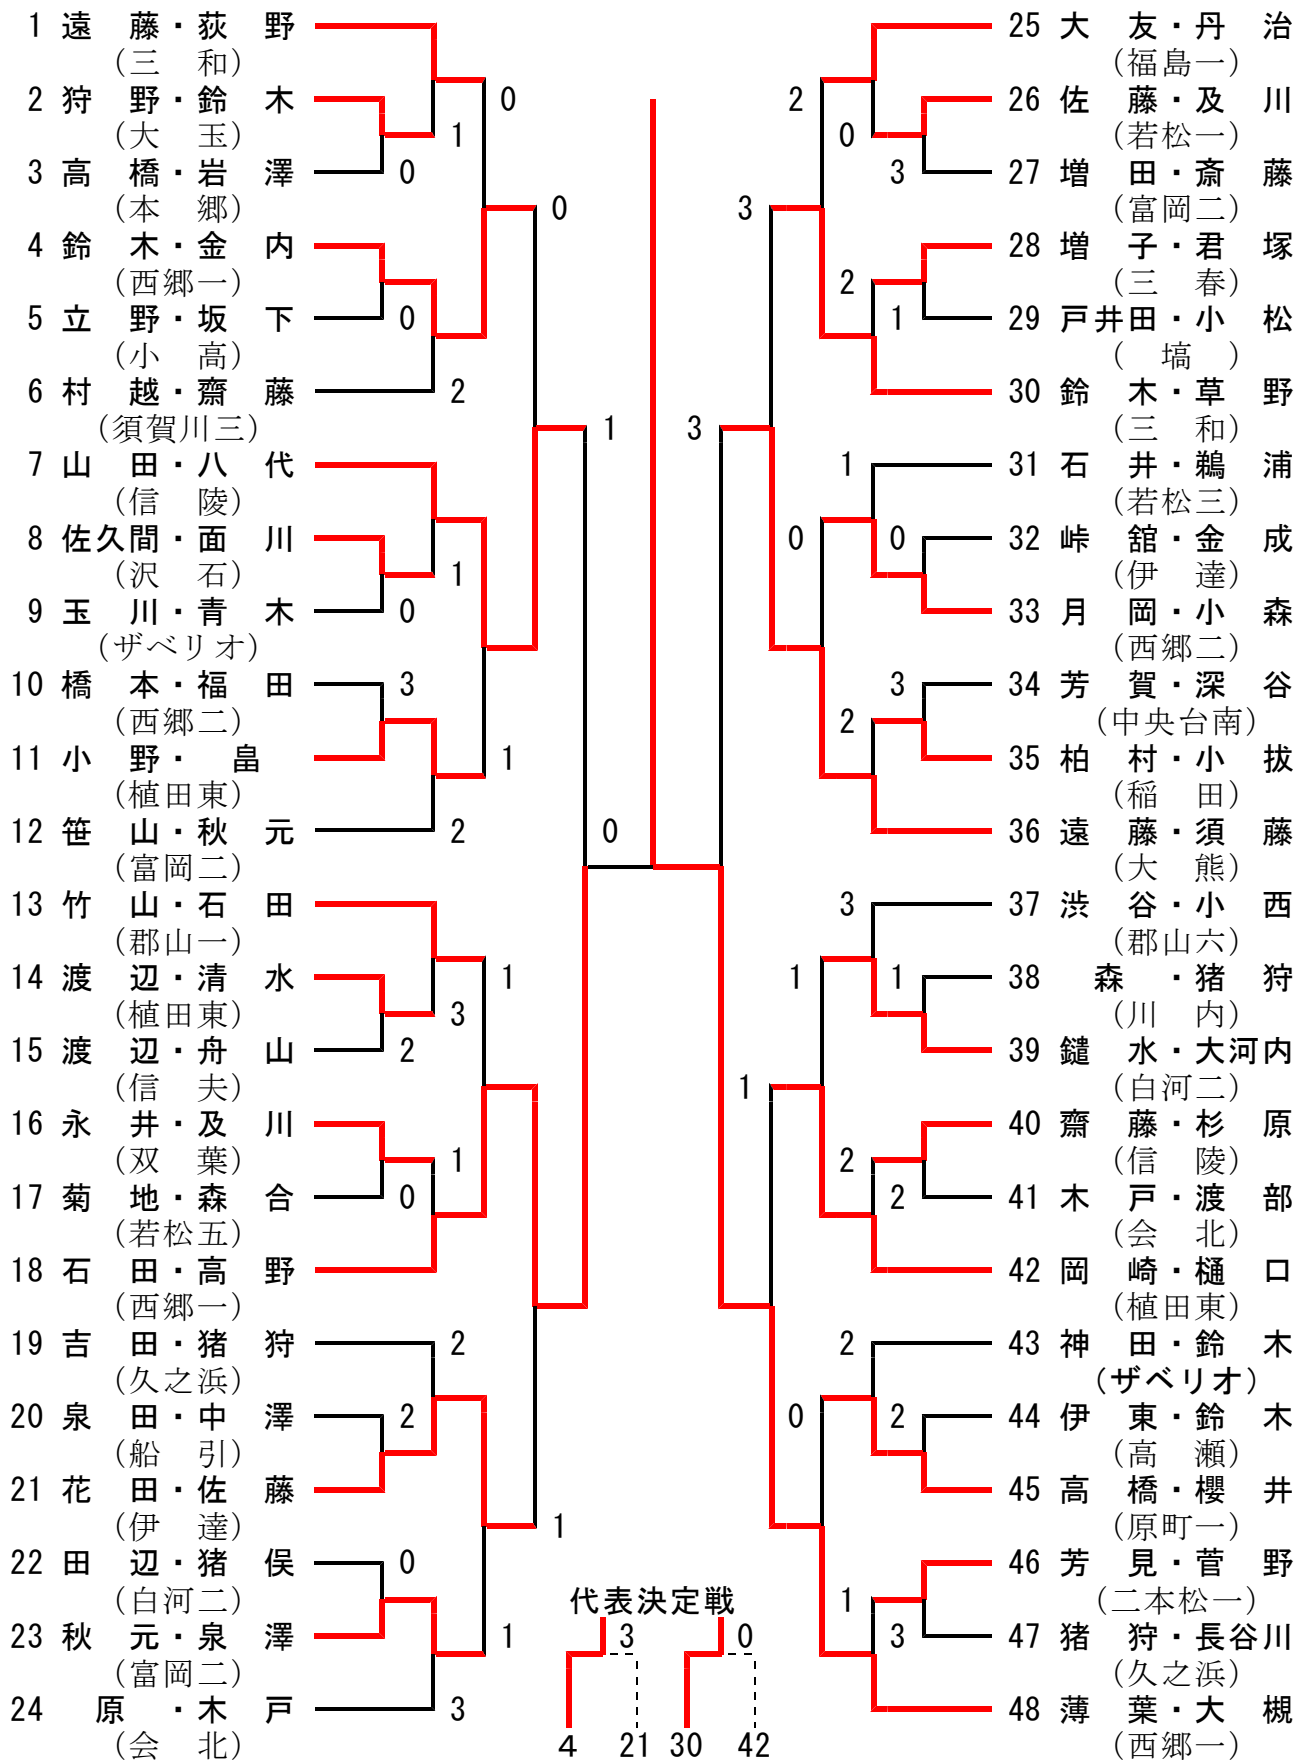 1 遠 藤・荻 野
(三 和)
0
2 狩 野・鈴 木
(大 玉)
1
3 高 橋・岩 澤
0
(本 郷)
0
4 鈴 木・金 内
(西郷一)
5 立 野・坂 下
0
(小 高)
6 村 越・齋 藤
2
(須賀川三)
1
7 山 田・八 代
(信 陵)
8 佐久間・面 川
(沢 石)
1
9 玉 川・青 木
0
(ザベリオ)
10 橋 本・福 田
3
(西郷二)
11 小 野・ 畠
1
(植田東)
12 笹 山・秋 元
2
0
(富岡二)
13 竹 山・石 田
(郡山一)
14 渡 辺・清 水
1
(植田東)
3
15 渡 辺・舟 山
2
(信 夫)
16 永 井・及 川
(双 葉)
1
17 菊 地・森 合
0
(若松五)
18 石 田・高 野
(西郷一)
19 吉 田・猪 狩
2
(久之浜)
20 泉 田・中 澤
2
(船 引)
21 花 田・佐 藤
(伊 達)
1
22 田 辺・猪 俣
0
(白河二)
23 秋 元・泉 澤
1
(富岡二)
24 原 ・木 戸
3
(会 北)
25 大 友・丹 治
(福島一)
2
26 佐 藤・及 川
(若松一)
0
27 増 田・斎 藤
3
(富岡二)
3
28 増 子・君 塚
(三 春)
2
29 戸井田・小 松
1
( 塙 )
30 鈴 木・草 野
(三 和)
3
31 石 井・鵜 浦
1
(若松三)
32 峠 舘・金 成
0
0
(伊 達)
33 月 岡・小 森
(西郷二)
34 芳 賀・深 谷
3
(中央台南)
2
35 柏 村・小 抜
(稲 田)
36 遠 藤・須 藤
(大 熊)
37 渋 谷・小 西
3
(郡山六)
38 森 ・猪 狩
1
1
(川 内)
39 鑓 水・大河内
(白河二)
1
40 齋 藤・杉 原
(信 陵)
2
41 木 戸・渡 部
2
(会 北)
42 岡 崎・樋 口
(植田東)
43 神 田・鈴 木
2
(ザベリオ)
44 伊 東・鈴 木
2
0
(高 瀬)
45 高 橋・櫻 井
(原町一)
46 芳 見・菅 野
(二本松一)
1
47 猪 狩・長谷川
3
(久之浜)
48 薄 葉・大 槻
(西郷一)
代表決定戦
3 0
4 21 30 42